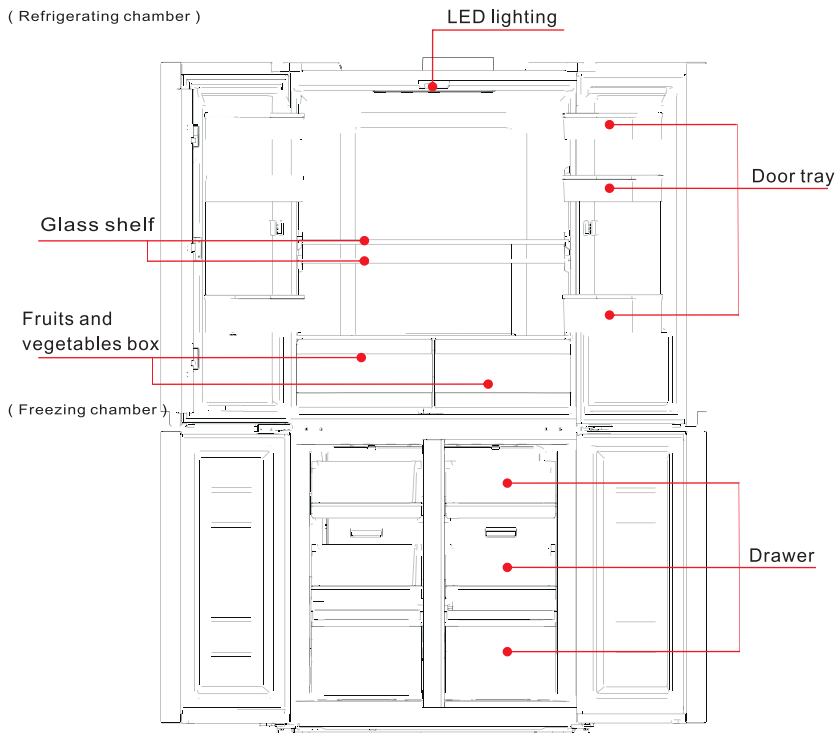 ( Refrigerating chamber )
LED lighting
Door tray
Glass shelf
Fruits and
vegetables box
( Freezing chamber )
Drawer